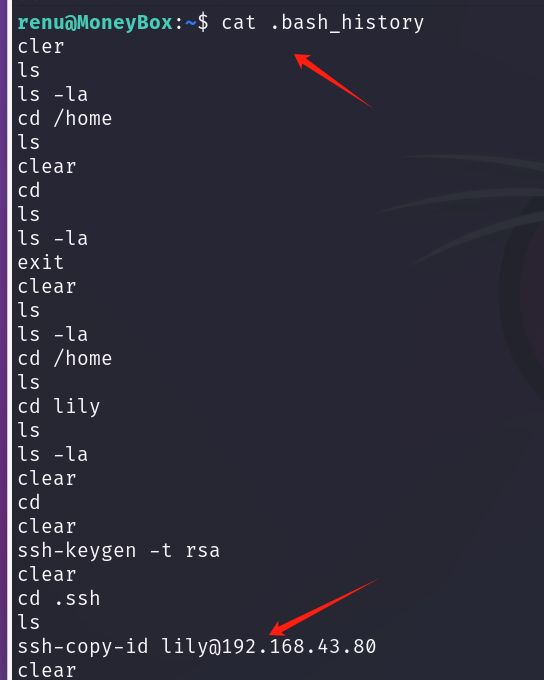 renu@MoneyBox:~$ cat .bash_history
cler
ls
ls -la
cd /home
ls
clear
cd
ls
ls -la
exit
clear
ls
ls -la
cd /home
ls
cd lily
ls
ls -la
clear
cd
clear
ssh-keygen -t rsa
clear
cd .ssh
ls
ssh-copy-id lily@192.168.43.80
clear